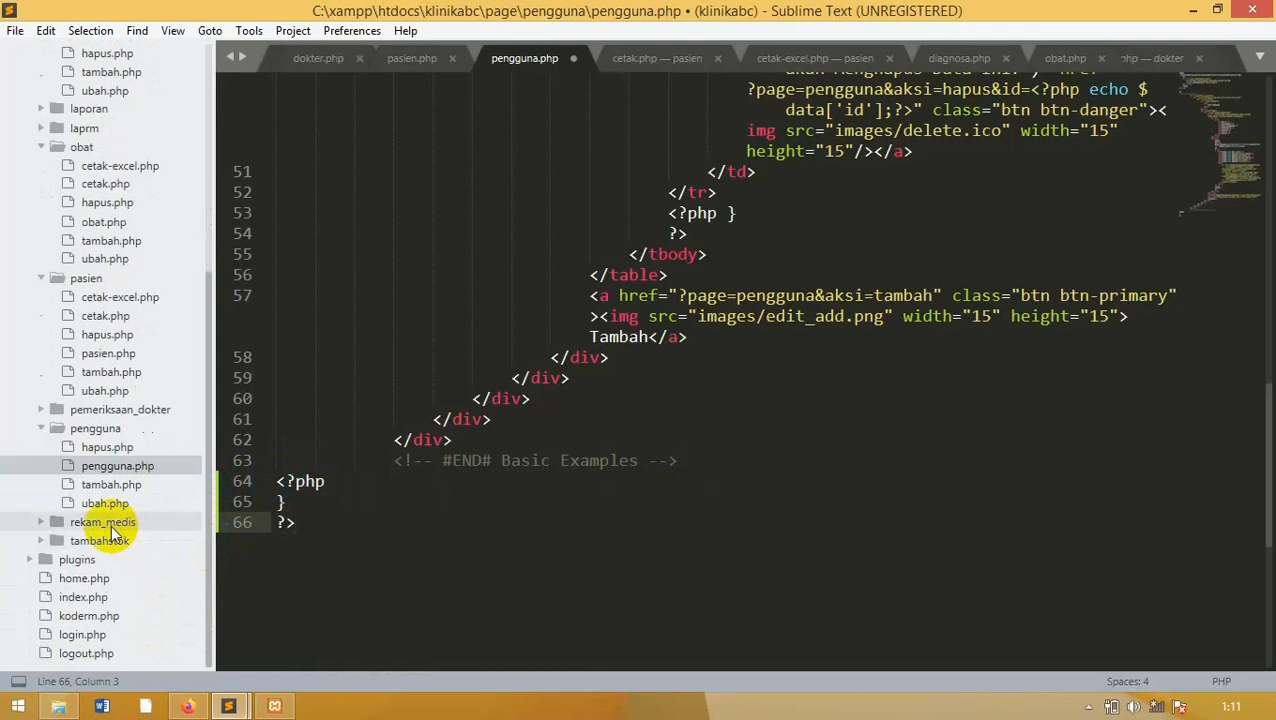 C:\xampp\htdocs\klinikabc\page\pengguna\pengguna.php • (klinikabc) - Sublime Text (UNREGISTERED)
File Edit Selection Find View Goto Tools Project Preferences Help
dokter.php pasien.php pengguna.php cetak.php — pasien cetak-excel.php — pasien diagnosa.php obat.php php — dokter
hapus.php
tambah.php
ubah.php
laporan
laprm
obat
cetak-excel.php
cetak.php
hapus.php
obat.php
tambah.php
ubah.php
pasien
cetak-excel.php
cetak.php
hapus.php
pasien.php
tambah.php
ubah.php
pemeriksaan_dokter
pengguna
hapus.php
pengguna.php
tambah.php
ubah.php
rekam_medis
tambahstok
plugins
home.php
index.php
koderm.php
login.php
logout.php
?page=pengguna&aksi=hapus&id=<?php echo $
data['id'];?>" class="btn btn-danger"><
img src="images/delete.ico" width="15"
height="15"/></a>
51 </td>
52 </tr>
53 <?php }
54 ?>
55 </tbody>
56 </table>
57 <a href="?page=pengguna&aksi=tambah" class="btn btn-primary"
><img src="images/edit_add.png" width="15" height="15">
Tambah</a>
58 </div>
59 </div>
60 </div>
61 </div>
62 </div>
63 <!-- #END# Basic Examples -->
64 <?php
65 }
66 ?>
Line 66, Column 3 Spaces: 4 PHP
1:11